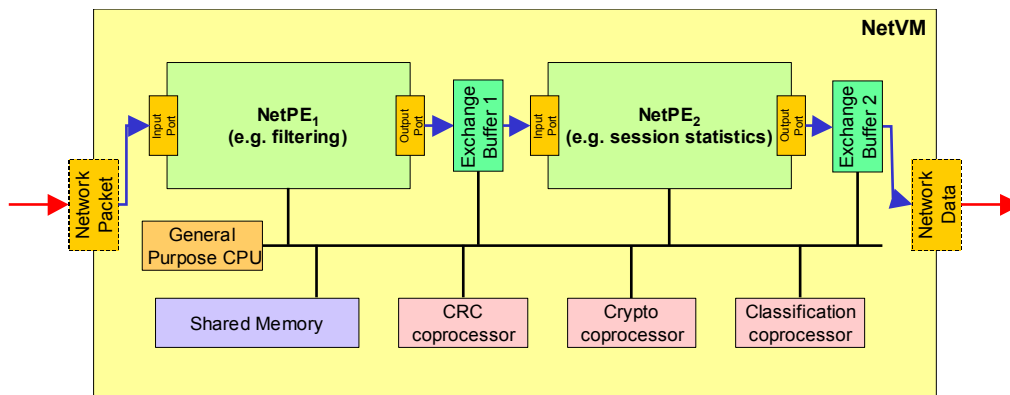 NetVM
Network
Packet
Input
Port
NetPE₁
(e.g. filtering)
Output
Port
Exchange
Buffer 1
Input
Port
NetPE₂
(e.g. session statistics)
Output
Port
Exchange
Buffer 2
Network
Data
General
Purpose CPU
Shared Memory
CRC
coprocessor
Crypto
coprocessor
Classification
coprocessor